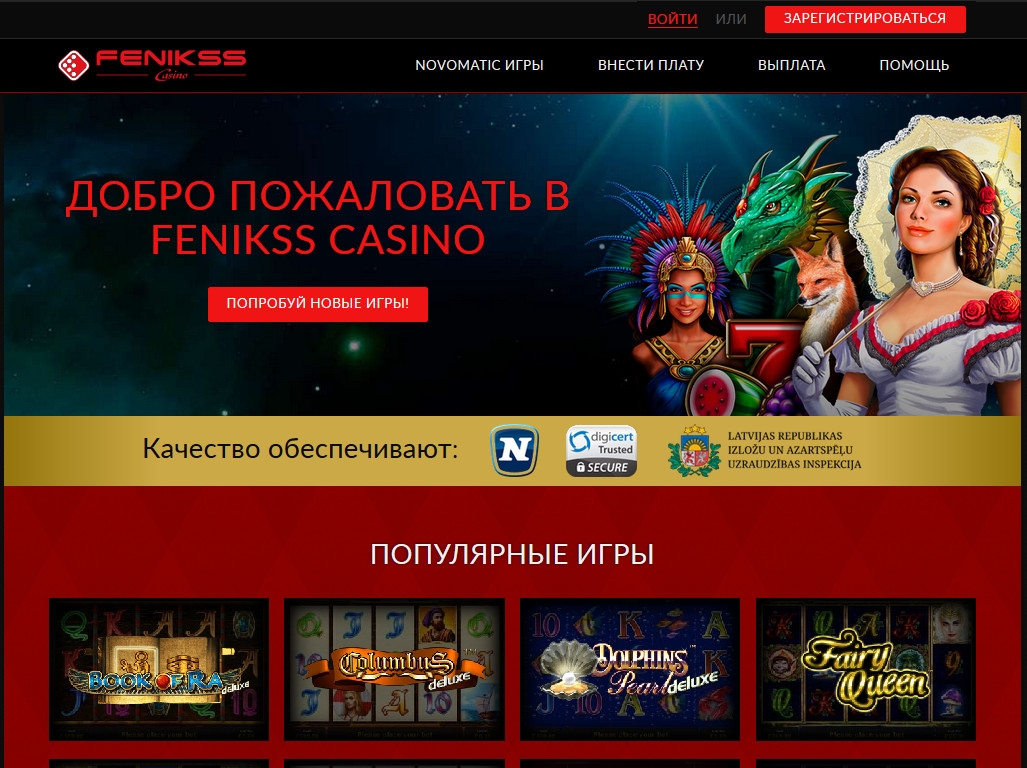 ВОЙТИ ИЛИ ЗАРЕГИСТРИРОВАТЬСЯ
FENIKSS
Casino
NOVOMATIC ИГРЫ ВНЕСТИ ПЛАТУ ВЫПЛАТА ПОМОЩЬ
ДОБРО ПОЖАЛОВАТЬ В
FENIKSS CASINO
ПОПРОБУЙ НОВЫЕ ИГРЫ!
7
Качество обеспечивают:
N
digicert
Trusted
SECURE
LATVIJAS REPUBLIKAS
IZLOŽU UN AZARTSPĒĻU
UZRAUDZĪBAS INSPEKCIJA
ПОПУЛЯРНЫЕ ИГРЫ
BOOK OF RA deluxe
Columbus deluxe
DOLPHIN'S
Pearl deluxe
Fairy
Queen